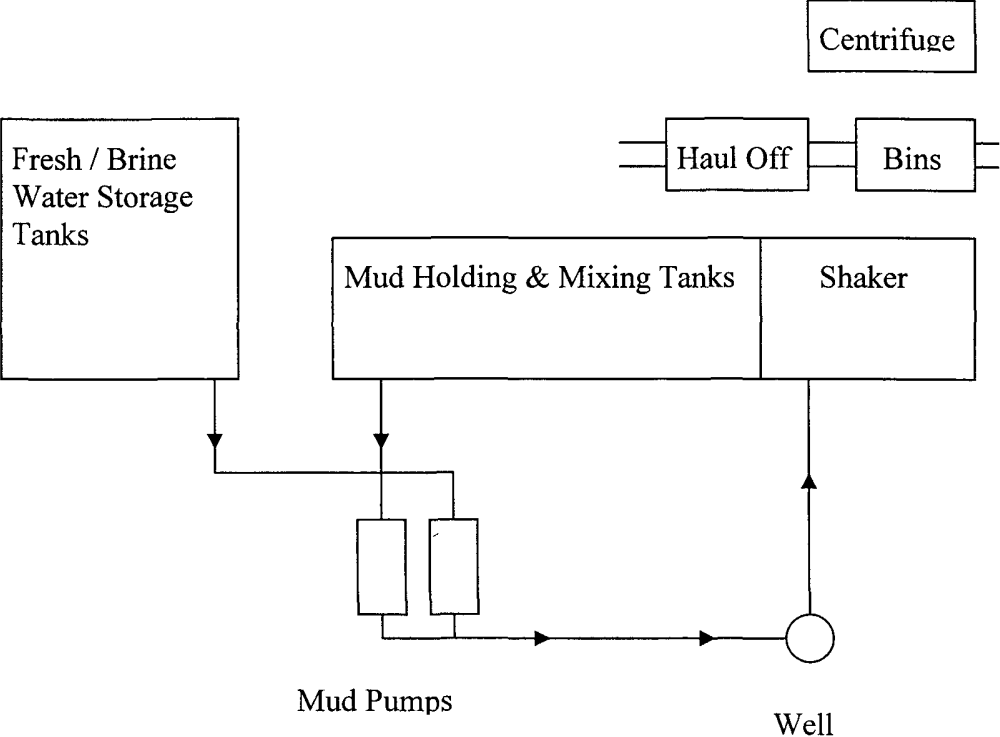 Centrifuge
Fresh / Brine
Water Storage
Tanks
Haul Off
Bins
Mud Holding & Mixing Tanks
Shaker
Mud Pumps
Well